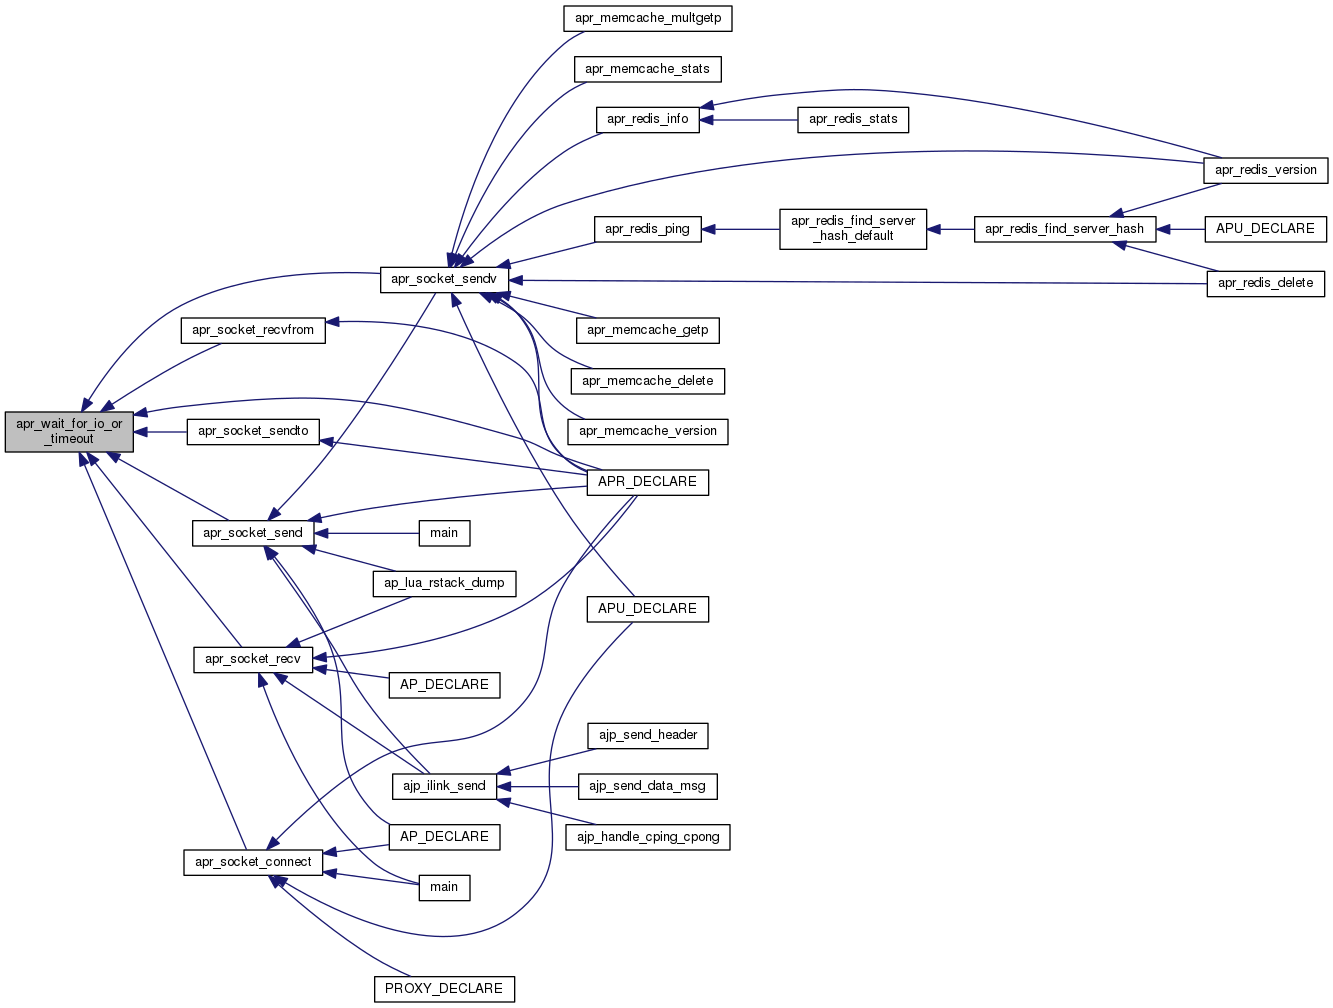 apr_memcache_multgetp
apr_memcache_stats
apr_redis_info
apr_redis_stats
apr_redis_version
apr_redis_ping
apr_redis_find_server
_hash_default
apr_redis_find_server_hash
APU_DECLARE
apr_socket_sendv
apr_redis_delete
apr_socket_recvfrom
apr_memcache_getp
apr_memcache_delete
apr_wait_for_io_or
_timeout
apr_socket_sendto
apr_memcache_version
APR_DECLARE
apr_socket_send
main
ap_lua_rstack_dump
APU_DECLARE
apr_socket_recv
AP_DECLARE
ajp_send_header
ajp_ilink_send
ajp_send_data_msg
AP_DECLARE
ajp_handle_cping_cpong
apr_socket_connect
main
PROXY_DECLARE